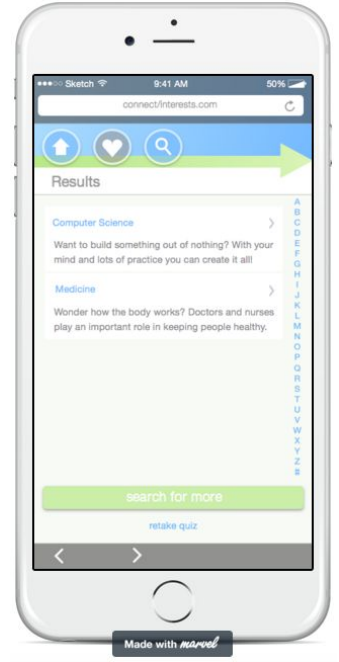 Sketch 9:41 AM 50%
connect/interests.com
Results
Computer Science
Want to build something out of nothing? With your
mind and lots of practice you can create it all!
Medicine
Wonder how the body works? Doctors and nurses
play an important role in keeping people healthy.
A
B
C
D
E
F
G
H
I
J
K
L
M
N
O
P
Q
R
S
T
U
V
W
X
Y
Z
#
search for more
retake quiz
Made with marvel